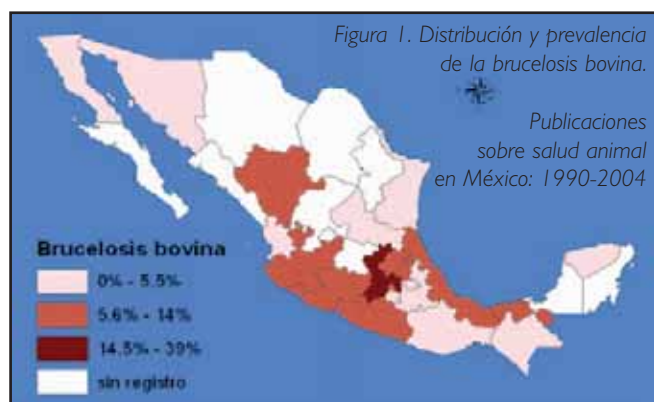 Figura 1. Distribución y prevalencia
de la brucelosis bovina.
Publicaciones
sobre salud animal
en México: 1990-2004
Brucelosis bovina
0% - 5.5%
5.6% - 14%
14.5% - 39%
sin registro